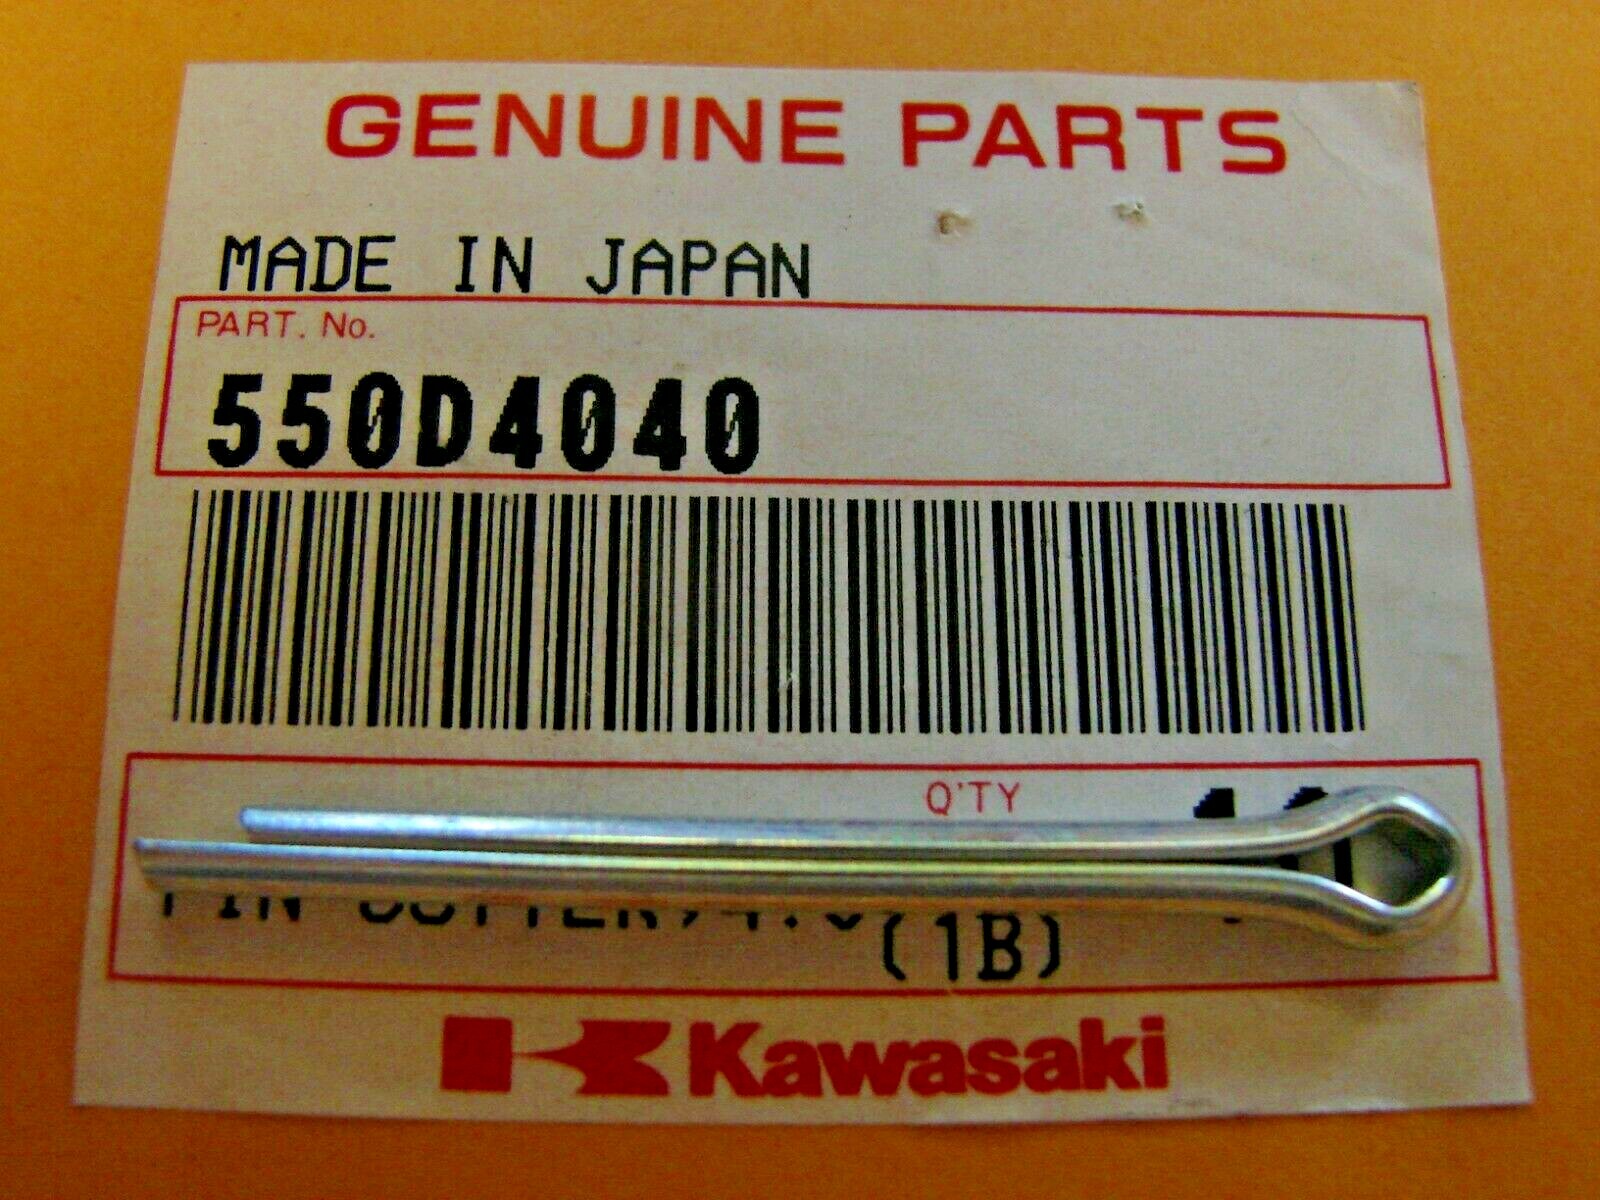 GENUINE PARTS
MADE IN JAPAN
PART. No.
550D4040
Q'TY
(1B)
Kawasaki